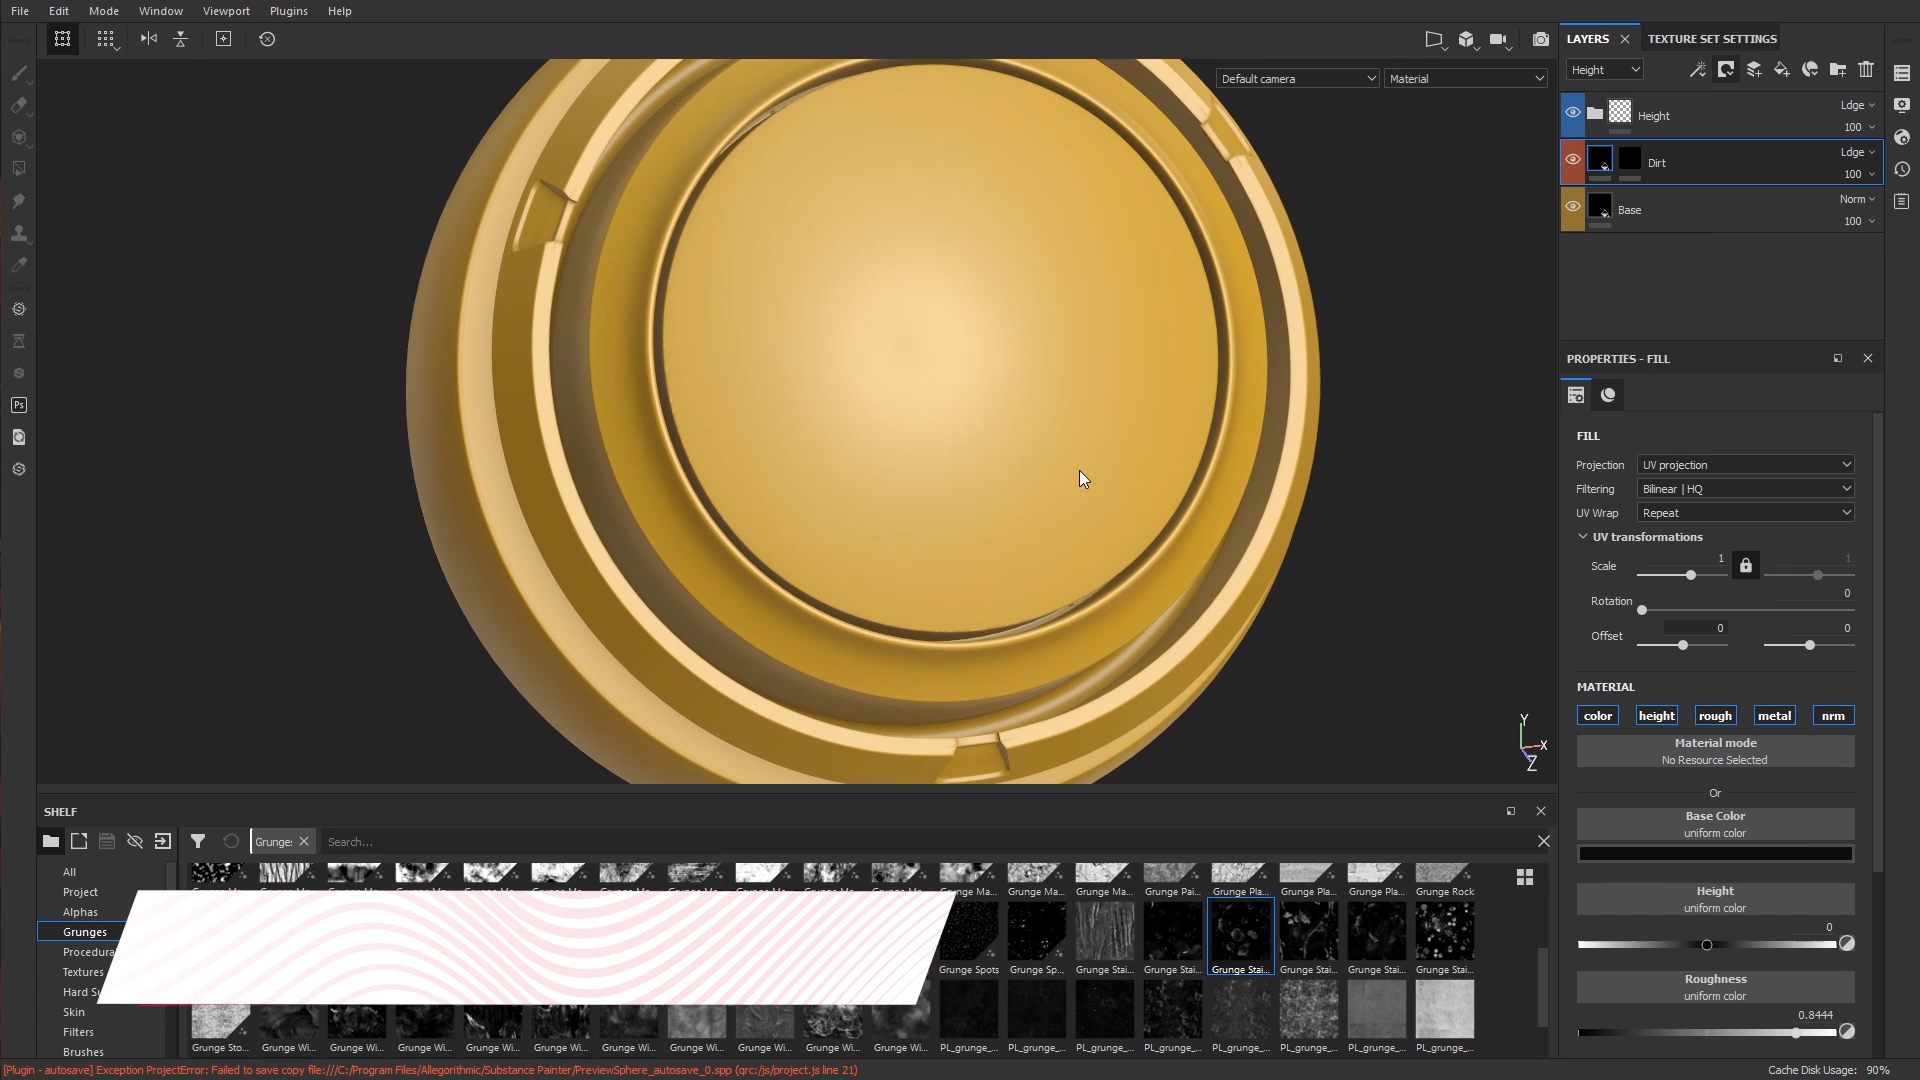 File Edit Mode Window Viewport Plugins Help
Default camera
Material
LAYERS
TEXTURE SET SETTINGS
Height
Height
Ldge
100
Dirt
Ldge
100
Base
Norm
100
PROPERTIES - FILL
FILL
Projection UV projection
Filtering Bilinear | HQ
UV Wrap Repeat
UV transformations
Scale 1 1
Rotation 0
Offset 0 0
MATERIAL
color height rough metal nrm
Material mode
No Resource Selected
Or
Base Color
uniform color
Height
uniform color
0
Roughness
uniform color
0.8444
Y
X
Z
Ps
SHELF
Grunges
Search...
All
Project
Alphas
Grunges
Procedura
Textures
Hard Su
Skin
Filters
Brushes
Grunge Ma... Grunge Ma... Grunge Ma... Grunge Pai... Grunge Pla... Grunge Pla... Grunge Pla... Grunge Rock
Grunge Spots Grunge Sp... Grunge Stai... Grunge Stai... Grunge Stai... Grunge Stai... Grunge Stai... Grunge Stai...
Grunge Sto... Grunge Wi... Grunge Wi... Grunge Wi... Grunge Wi... Grunge Wi... Grunge Wi... Grunge Wi... Grunge Wi... Grunge Wi... Grunge Wi... PL_grunge_... PL_grunge_... PL_grunge_... PL_grunge_... PL_grunge_... PL_grunge_... PL_grunge_... PL_grunge_...
[Plugin - autosave] Exception ProjectError: Failed to save copy file:///C:/Program Files/Allegorithmic/Substance Painter/PreviewSphere_autosave_0.spp (qrc:/js/project.js line 21)
Cache Disk Usage: 90%